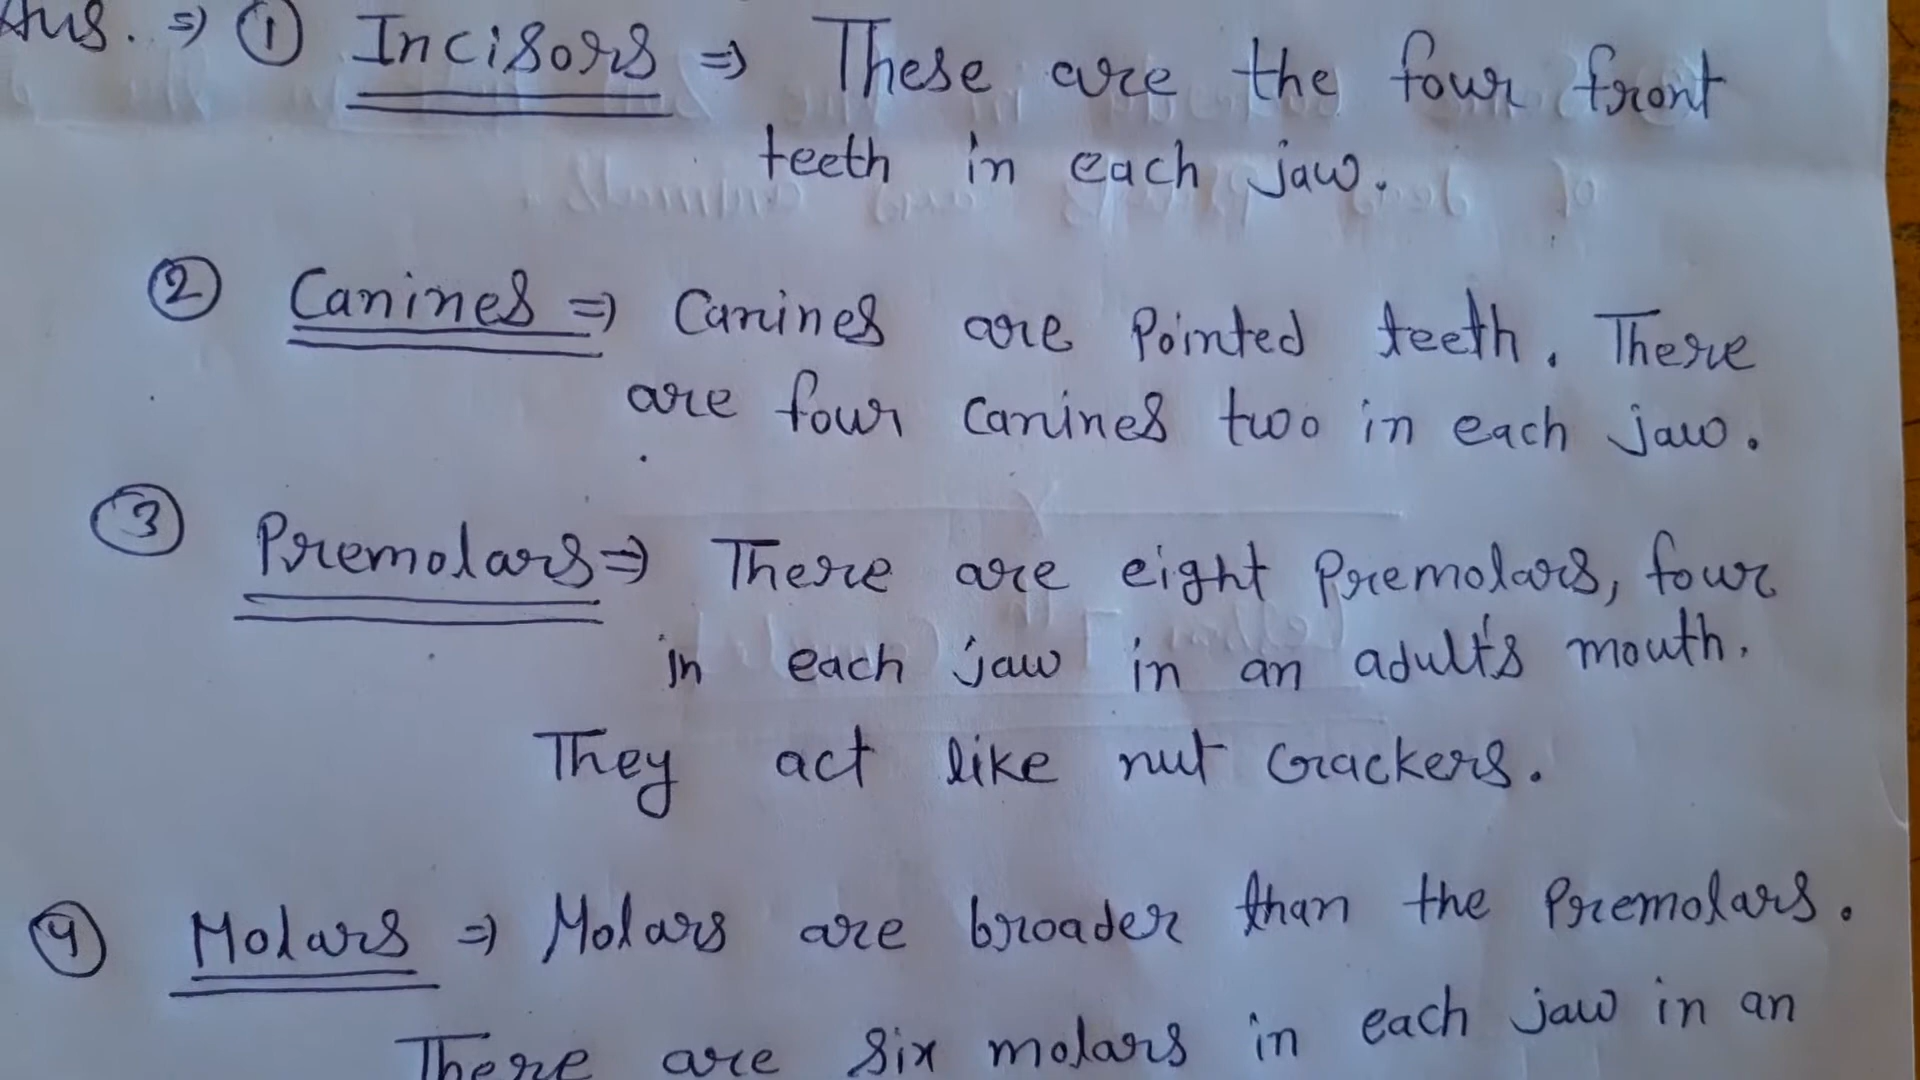 Ans. ⇒ ① Incisors ⇒ These are the four front
teeth in each jaw.
② Canines ⇒ Canines are Pointed teeth. There
are four Canines two in each jaw.
③ Premolars ⇒ There are eight Premolars, four
in each jaw in an adult's mouth.
They act like nut Crackers.
④ Molars ⇒ Molars are broader than the Premolars.
There are six molars in each jaw in an